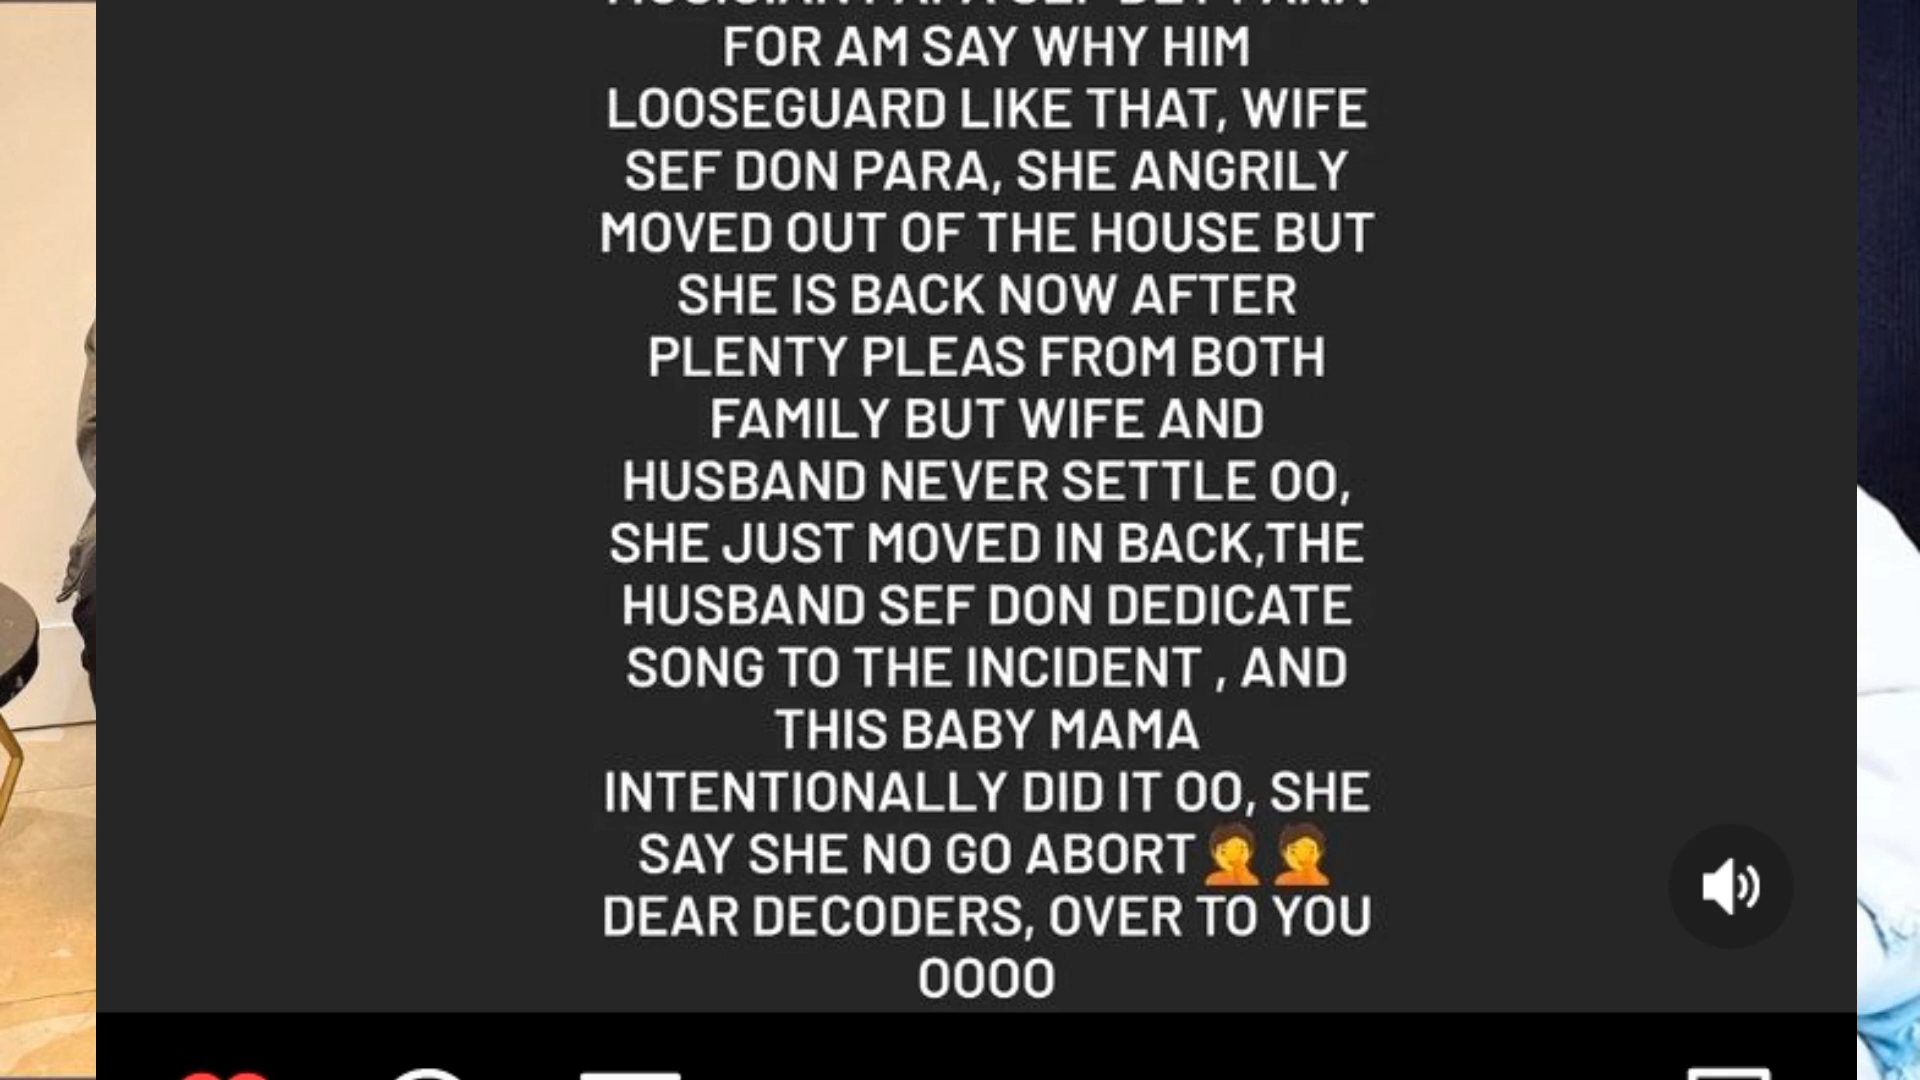 FOR AM SAY WHY HIM
LOOSEGUARD LIKE THAT, WIFE
SEF DON PARA, SHE ANGRILY
MOVED OUT OF THE HOUSE BUT
SHE IS BACK NOW AFTER
PLENTY PLEAS FROM BOTH
FAMILY BUT WIFE AND
HUSBAND NEVER SETTLE OO,
SHE JUST MOVED IN BACK,THE
HUSBAND SEF DON DEDICATE
SONG TO THE INCIDENT , AND
THIS BABY MAMA
INTENTIONALLY DID IT OO, SHE
SAY SHE NO GO ABORT🤦🤦
DEAR DECODERS, OVER TO YOU
OOOO